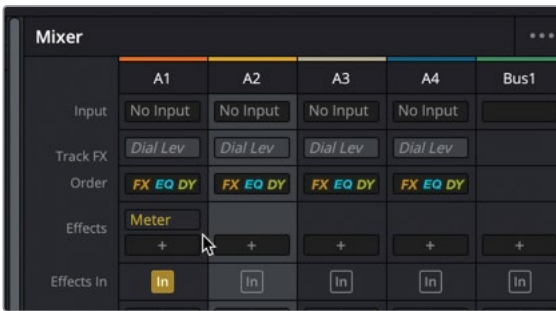 Mixer
A1 A2 A3 A4 Bus1
Input No Input No Input No Input No Input
Track FX Dial Lev Dial Lev Dial Lev Dial Lev
Order FX EQ DY FX EQ DY FX EQ DY FX EQ DY
Effects Meter
+ + + + +
Effects In In In In In In